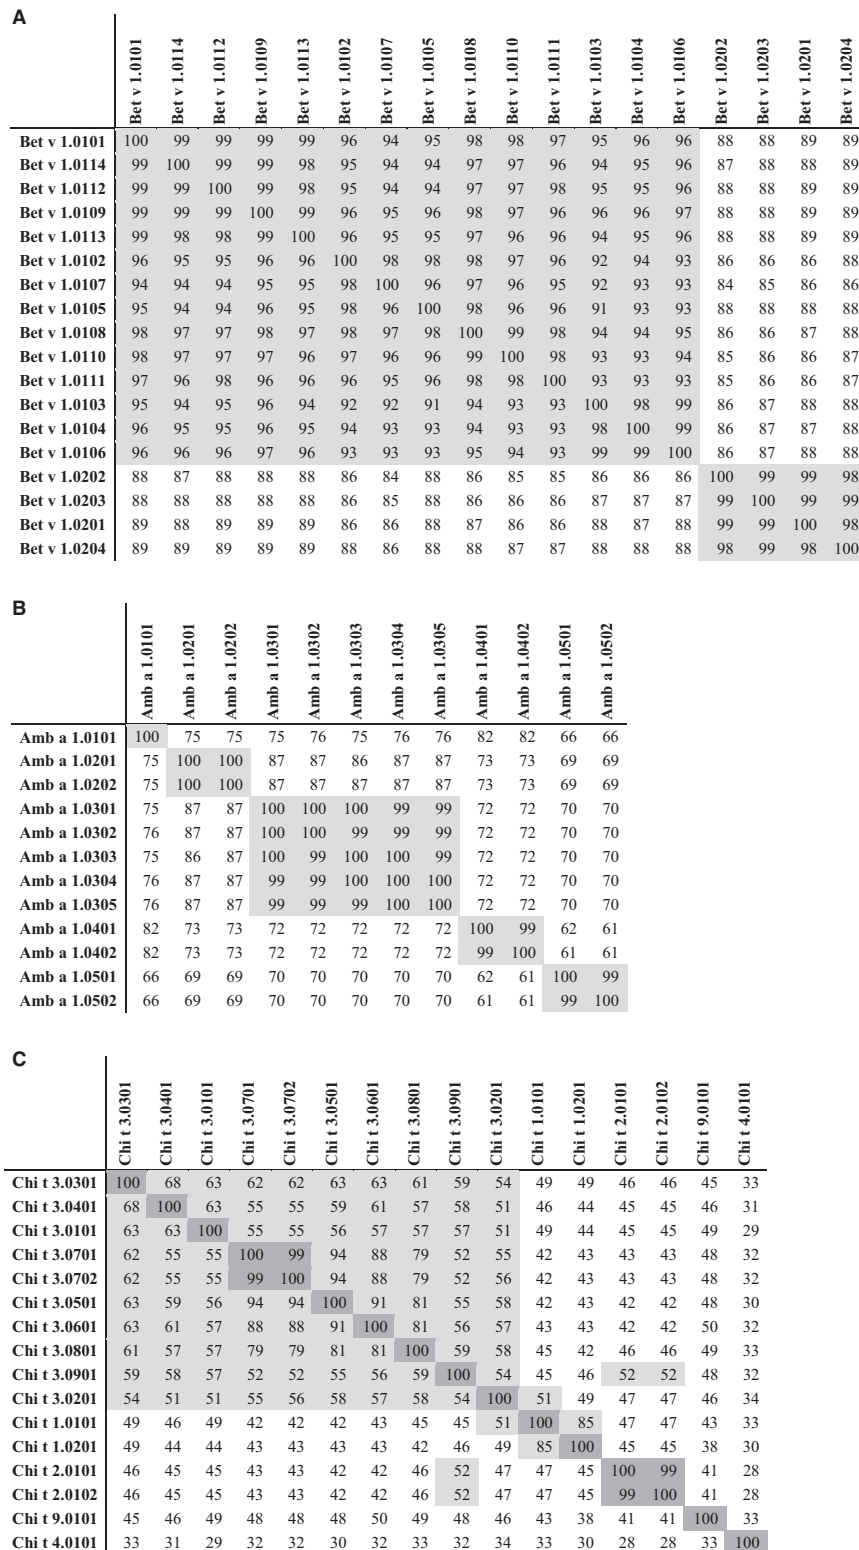 A
Bet v 1.0101 Bet v 1.0114 Bet v 1.0112 Bet v 1.0109 Bet v 1.0113 Bet v 1.0102 Bet v 1.0107 Bet v 1.0105 Bet v 1.0108 Bet v 1.0110 Bet v 1.0111 Bet v 1.0103 Bet v 1.0104 Bet v 1.0106 Bet v 1.0202 Bet v 1.0203 Bet v 1.0201 Bet v 1.0204
Bet v 1.0101 100 99 99 99 99 96 94 95 98 98 97 95 96 96 88 88 89 89
Bet v 1.0114 99 100 99 99 98 95 94 94 97 97 96 94 95 96 87 88 88 89
Bet v 1.0112 99 99 100 99 98 95 94 94 97 97 98 95 95 96 88 88 89 89
Bet v 1.0109 99 99 99 100 99 96 95 96 98 97 96 96 96 97 88 88 89 89
Bet v 1.0113 99 98 98 99 100 96 95 95 97 96 96 94 95 96 88 88 89 89
Bet v 1.0102 96 95 95 96 96 100 98 98 98 97 96 92 94 93 86 86 86 88
Bet v 1.0107 94 94 94 95 95 98 100 96 97 96 95 92 93 93 84 85 86 86
Bet v 1.0105 95 94 94 96 95 98 96 100 98 96 96 91 93 93 88 88 88 88
Bet v 1.0108 98 97 97 98 97 98 97 98 100 99 98 94 94 95 86 86 87 88
Bet v 1.0110 98 97 97 97 96 97 96 96 99 100 98 93 93 94 85 86 86 87
Bet v 1.0111 97 96 98 96 96 96 95 96 98 98 100 93 93 93 85 86 86 87
Bet v 1.0103 95 94 95 96 94 92 92 91 94 93 93 100 98 99 86 87 88 88
Bet v 1.0104 96 95 95 96 95 94 93 93 94 93 93 98 100 99 86 87 87 88
Bet v 1.0106 96 96 96 97 96 93 93 93 95 94 93 99 99 100 86 87 88 88
Bet v 1.0202 88 87 88 88 88 86 84 88 86 85 85 86 86 86 100 99 99 98
Bet v 1.0203 88 88 88 88 88 86 85 88 86 86 86 87 87 87 99 100 99 99
Bet v 1.0201 89 88 89 89 89 86 86 88 87 86 86 88 87 88 99 99 100 98
Bet v 1.0204 89 89 89 89 89 88 86 88 88 87 87 88 88 88 98 99 98 100
B
Amb a 1.0101 Amb a 1.0201 Amb a 1.0202 Amb a 1.0301 Amb a 1.0302 Amb a 1.0303 Amb a 1.0304 Amb a 1.0305 Amb a 1.0401 Amb a 1.0402 Amb a 1.0501 Amb a 1.0502
Amb a 1.0101 100 75 75 75 76 75 76 76 82 82 66 66
Amb a 1.0201 75 100 100 87 87 86 87 87 73 73 69 69
Amb a 1.0202 75 100 100 87 87 87 87 87 73 73 69 69
Amb a 1.0301 75 87 87 100 100 100 99 99 72 72 70 70
Amb a 1.0302 76 87 87 100 100 99 99 99 72 72 70 70
Amb a 1.0303 75 86 87 100 99 100 100 99 72 72 70 70
Amb a 1.0304 76 87 87 99 99 100 100 100 72 72 70 70
Amb a 1.0305 76 87 87 99 99 99 100 100 72 72 70 70
Amb a 1.0401 82 73 73 72 72 72 72 72 100 99 62 61
Amb a 1.0402 82 73 73 72 72 72 72 72 99 100 61 61
Amb a 1.0501 66 69 69 70 70 70 70 70 62 61 100 99
Amb a 1.0502 66 69 69 70 70 70 70 70 61 61 99 100
C
Chi t 3.0301 Chi t 3.0401 Chi t 3.0101 Chi t 3.0701 Chi t 3.0702 Chi t 3.0501 Chi t 3.0601 Chi t 3.0801 Chi t 3.0901 Chi t 3.0201 Chi t 1.0101 Chi t 1.0201 Chi t 2.0101 Chi t 2.0102 Chi t 9.0101 Chi t 4.0101
Chi t 3.0301 100 68 63 62 62 63 63 61 59 54 49 49 46 46 45 33
Chi t 3.0401 68 100 63 55 55 59 61 57 58 51 46 44 45 45 46 31
Chi t 3.0101 63 63 100 55 55 56 57 57 57 51 49 44 45 45 49 29
Chi t 3.0701 62 55 55 100 99 94 88 79 52 55 42 43 43 43 48 32
Chi t 3.0702 62 55 55 99 100 94 88 79 52 56 42 43 43 43 48 32
Chi t 3.0501 63 59 56 94 94 100 91 81 55 58 42 43 42 42 48 30
Chi t 3.0601 63 61 57 88 88 91 100 81 56 57 43 43 42 42 50 32
Chi t 3.0801 61 57 57 79 79 81 81 100 59 58 45 42 46 46 49 33
Chi t 3.0901 59 58 57 52 52 55 56 59 100 54 45 46 52 52 48 32
Chi t 3.0201 54 51 51 55 56 58 57 58 54 100 51 49 47 47 46 34
Chi t 1.0101 49 46 49 42 42 42 43 45 45 51 100 85 47 47 43 33
Chi t 1.0201 49 44 44 43 43 43 43 42 46 49 85 100 45 45 38 30
Chi t 2.0101 46 45 45 43 43 42 42 46 52 47 47 45 100 99 41 28
Chi t 2.0102 46 45 45 43 43 42 42 46 52 47 47 45 99 100 41 28
Chi t 9.0101 45 46 49 48 48 48 50 49 48 46 43 38 41 41 100 33
Chi t 4.0101 33 31 29 32 32 30 32 33 32 34 33 30 28 28 33 100